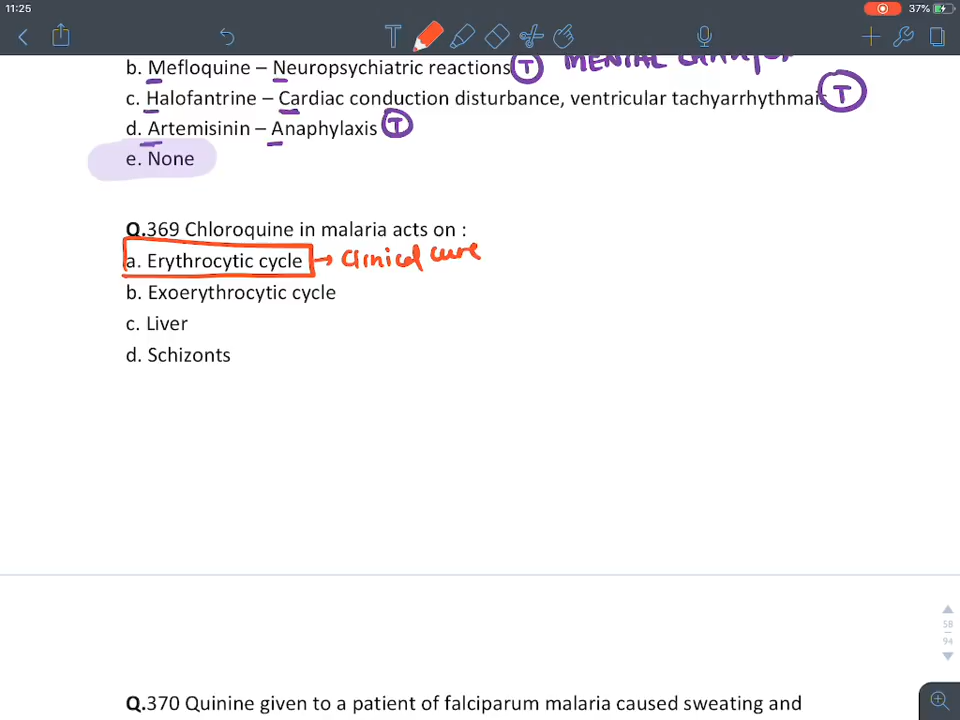 11:25
37%
T
b. Mefloquine – Neuropsychiatric reactions T MENTAL
c. Halofantrine – Cardiac conduction disturbance, ventricular tachyarrhythmais T
d. Artemisinin – Anaphylaxis T
e. None
Q.369 Chloroquine in malaria acts on :
a. Erythrocytic cycle → Clinical cure
b. Exoerythrocytic cycle
c. Liver
d. Schizonts
58
94
Q.370 Quinine given to a patient of falciparum malaria caused sweating and